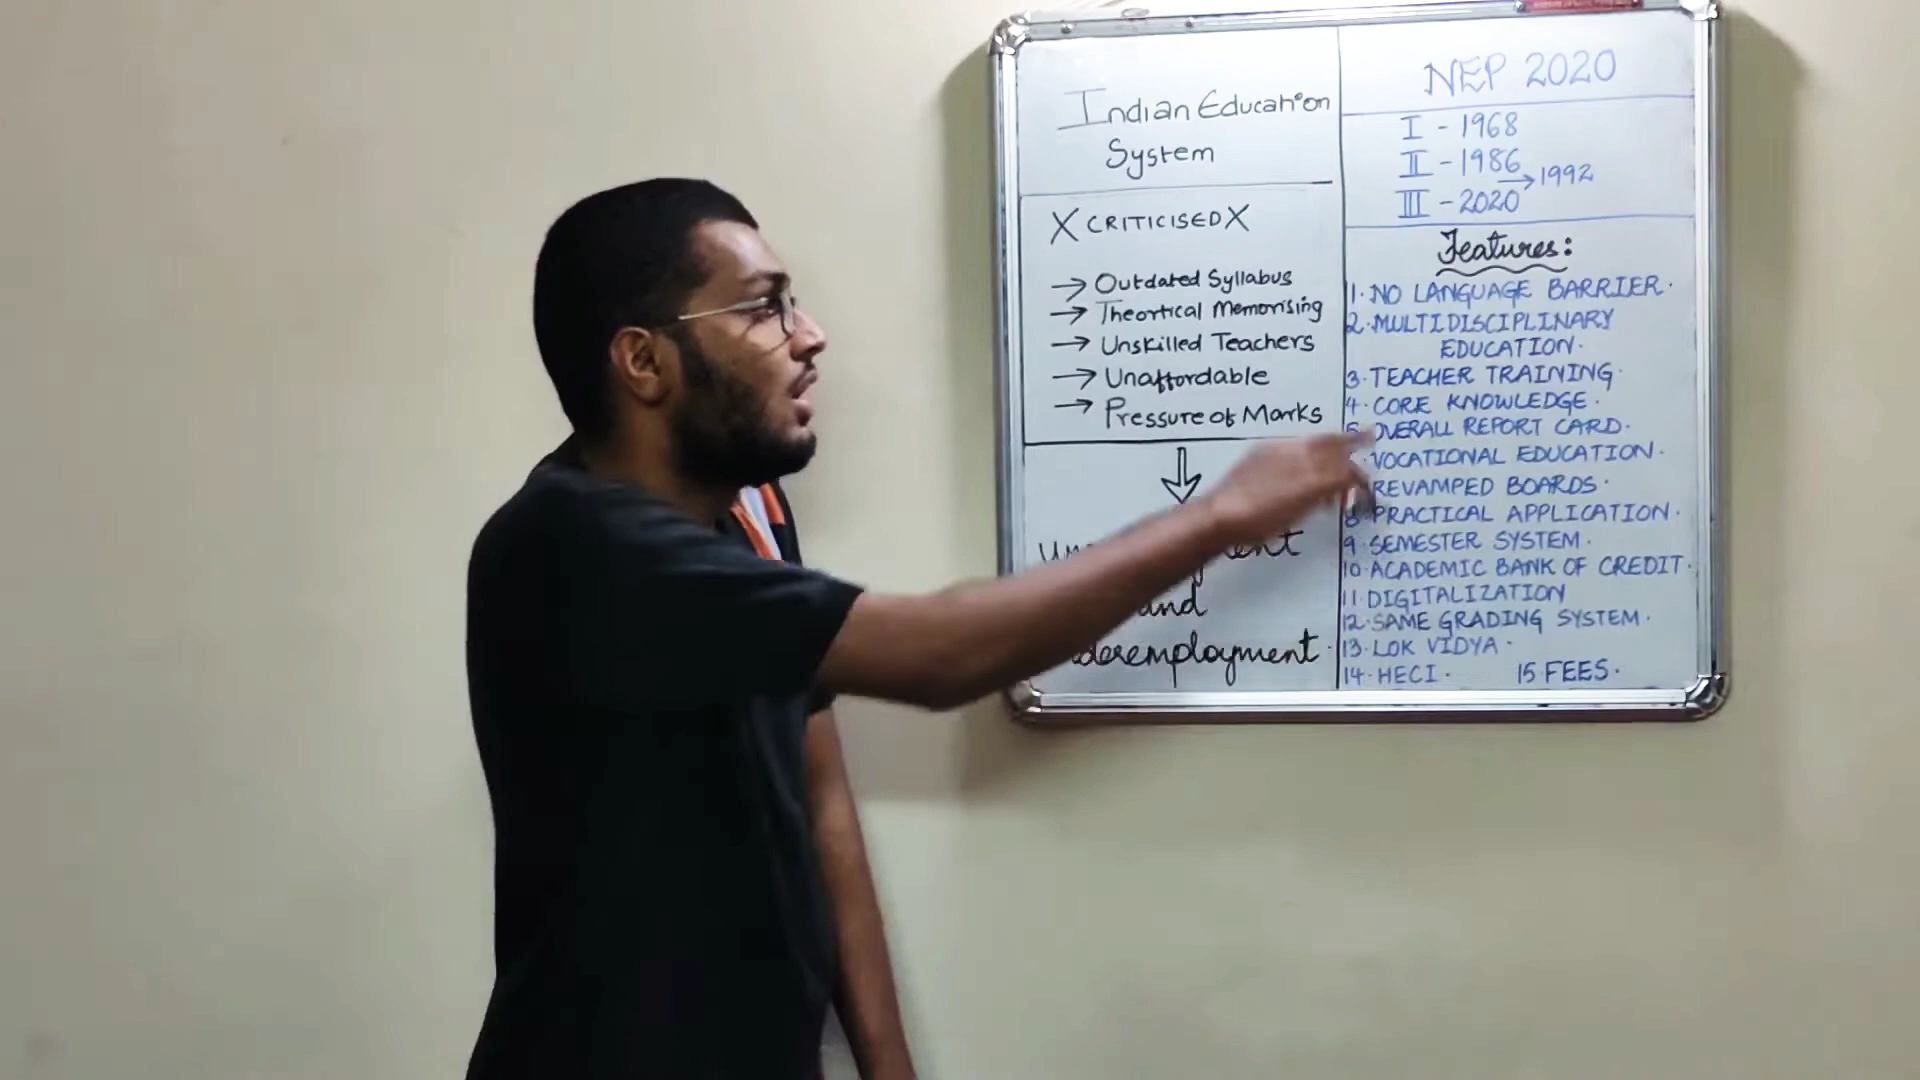 Indian Education
System
X CRITICISED X
→ Outdated Syllabus
→ Theortical Memorising
→ Unskilled Teachers
→ Unaffordable
→ Pressure of Marks
and
NEP 2020
I - 1968
II - 1986
→ 1992
III - 2020
Features:
1. NO LANGUAGE BARRIER.
2. MULTIDISCIPLINARY
EDUCATION.
3. TEACHER TRAINING.
4. CORE KNOWLEDGE.
5. OVERALL REPORT CARD.
VOCATIONAL EDUCATION.
REVAMPED BOARDS.
8 PRACTICAL APPLICATION.
9 SEMESTER SYSTEM.
10. ACADEMIC BANK OF CREDIT.
11. DIGITALIZATION
12. SAME GRADING SYSTEM.
13. LOK VIDYA.
14. HECI. 15 FEES.